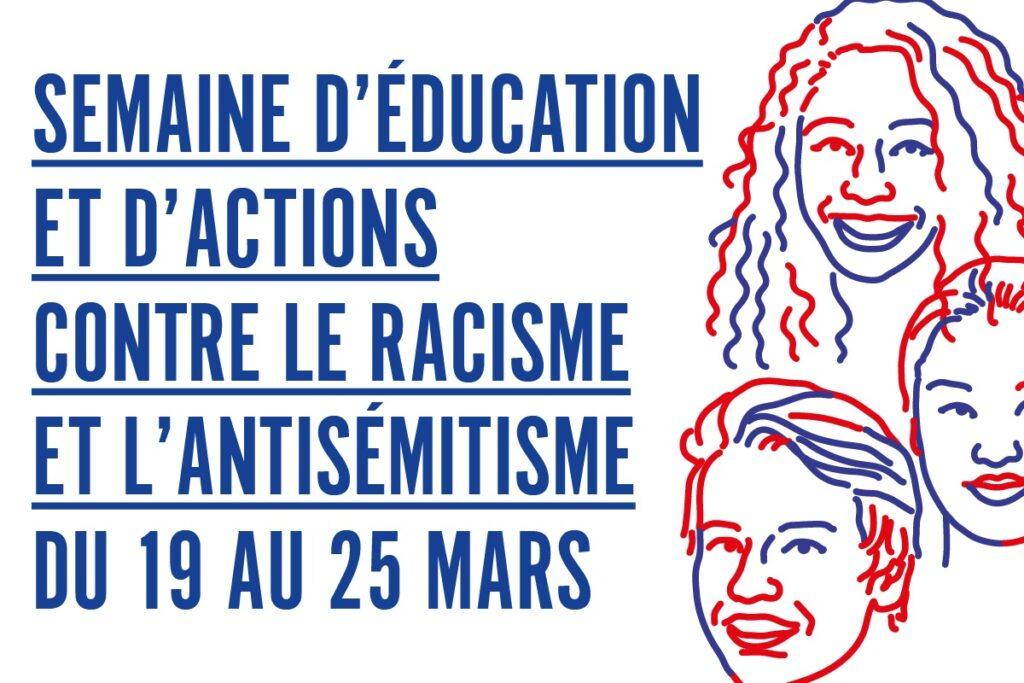 SEMAINE D’ÉDUCATION
ET D’ACTIONS
CONTRE LE RACISME
ET L’ANTISÉMITISME
DU 19 AU 25 MARS